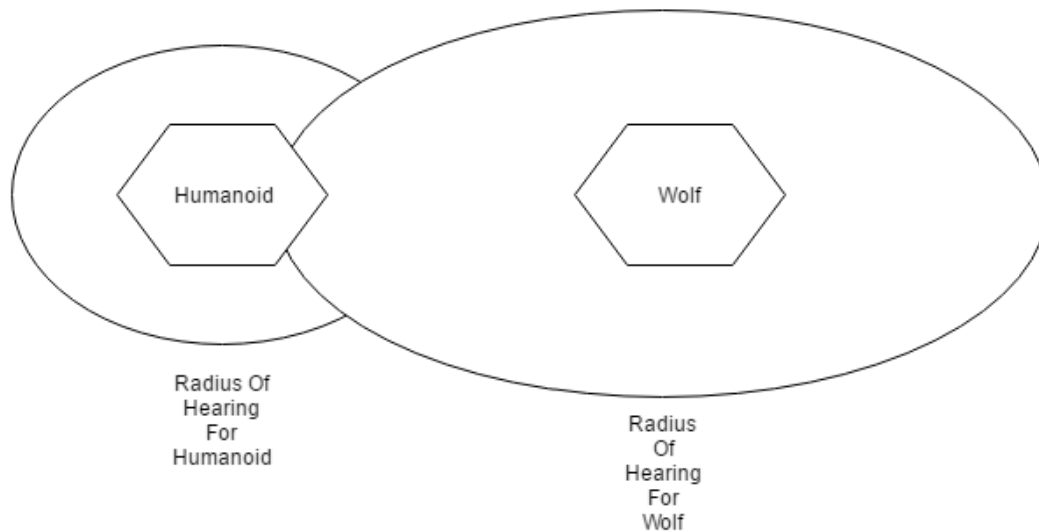 Humanoid
Wolf
Radius Of
Hearing
For
Humanoid
Radius
Of
Hearing
For
Wolf